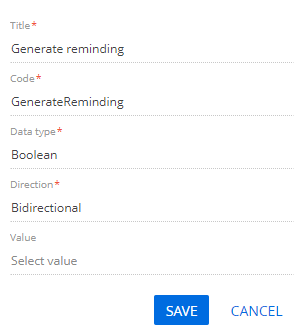 Title*
Generate reminding
Code*
GenerateReminding
Data type*
Boolean
Direction*
Bidirectional
Value
Select value
SAVE CANCEL